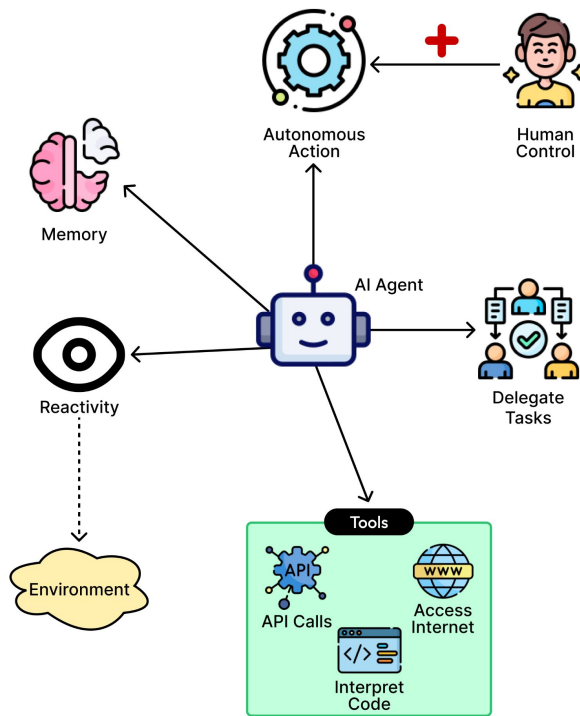 Autonomous
Action
Human
Control
Memory
AI Agent
Reactivity
Delegate
Tasks
Environment
Tools
API
API Calls
WWW
Access
Internet
</>
Interpret
Code